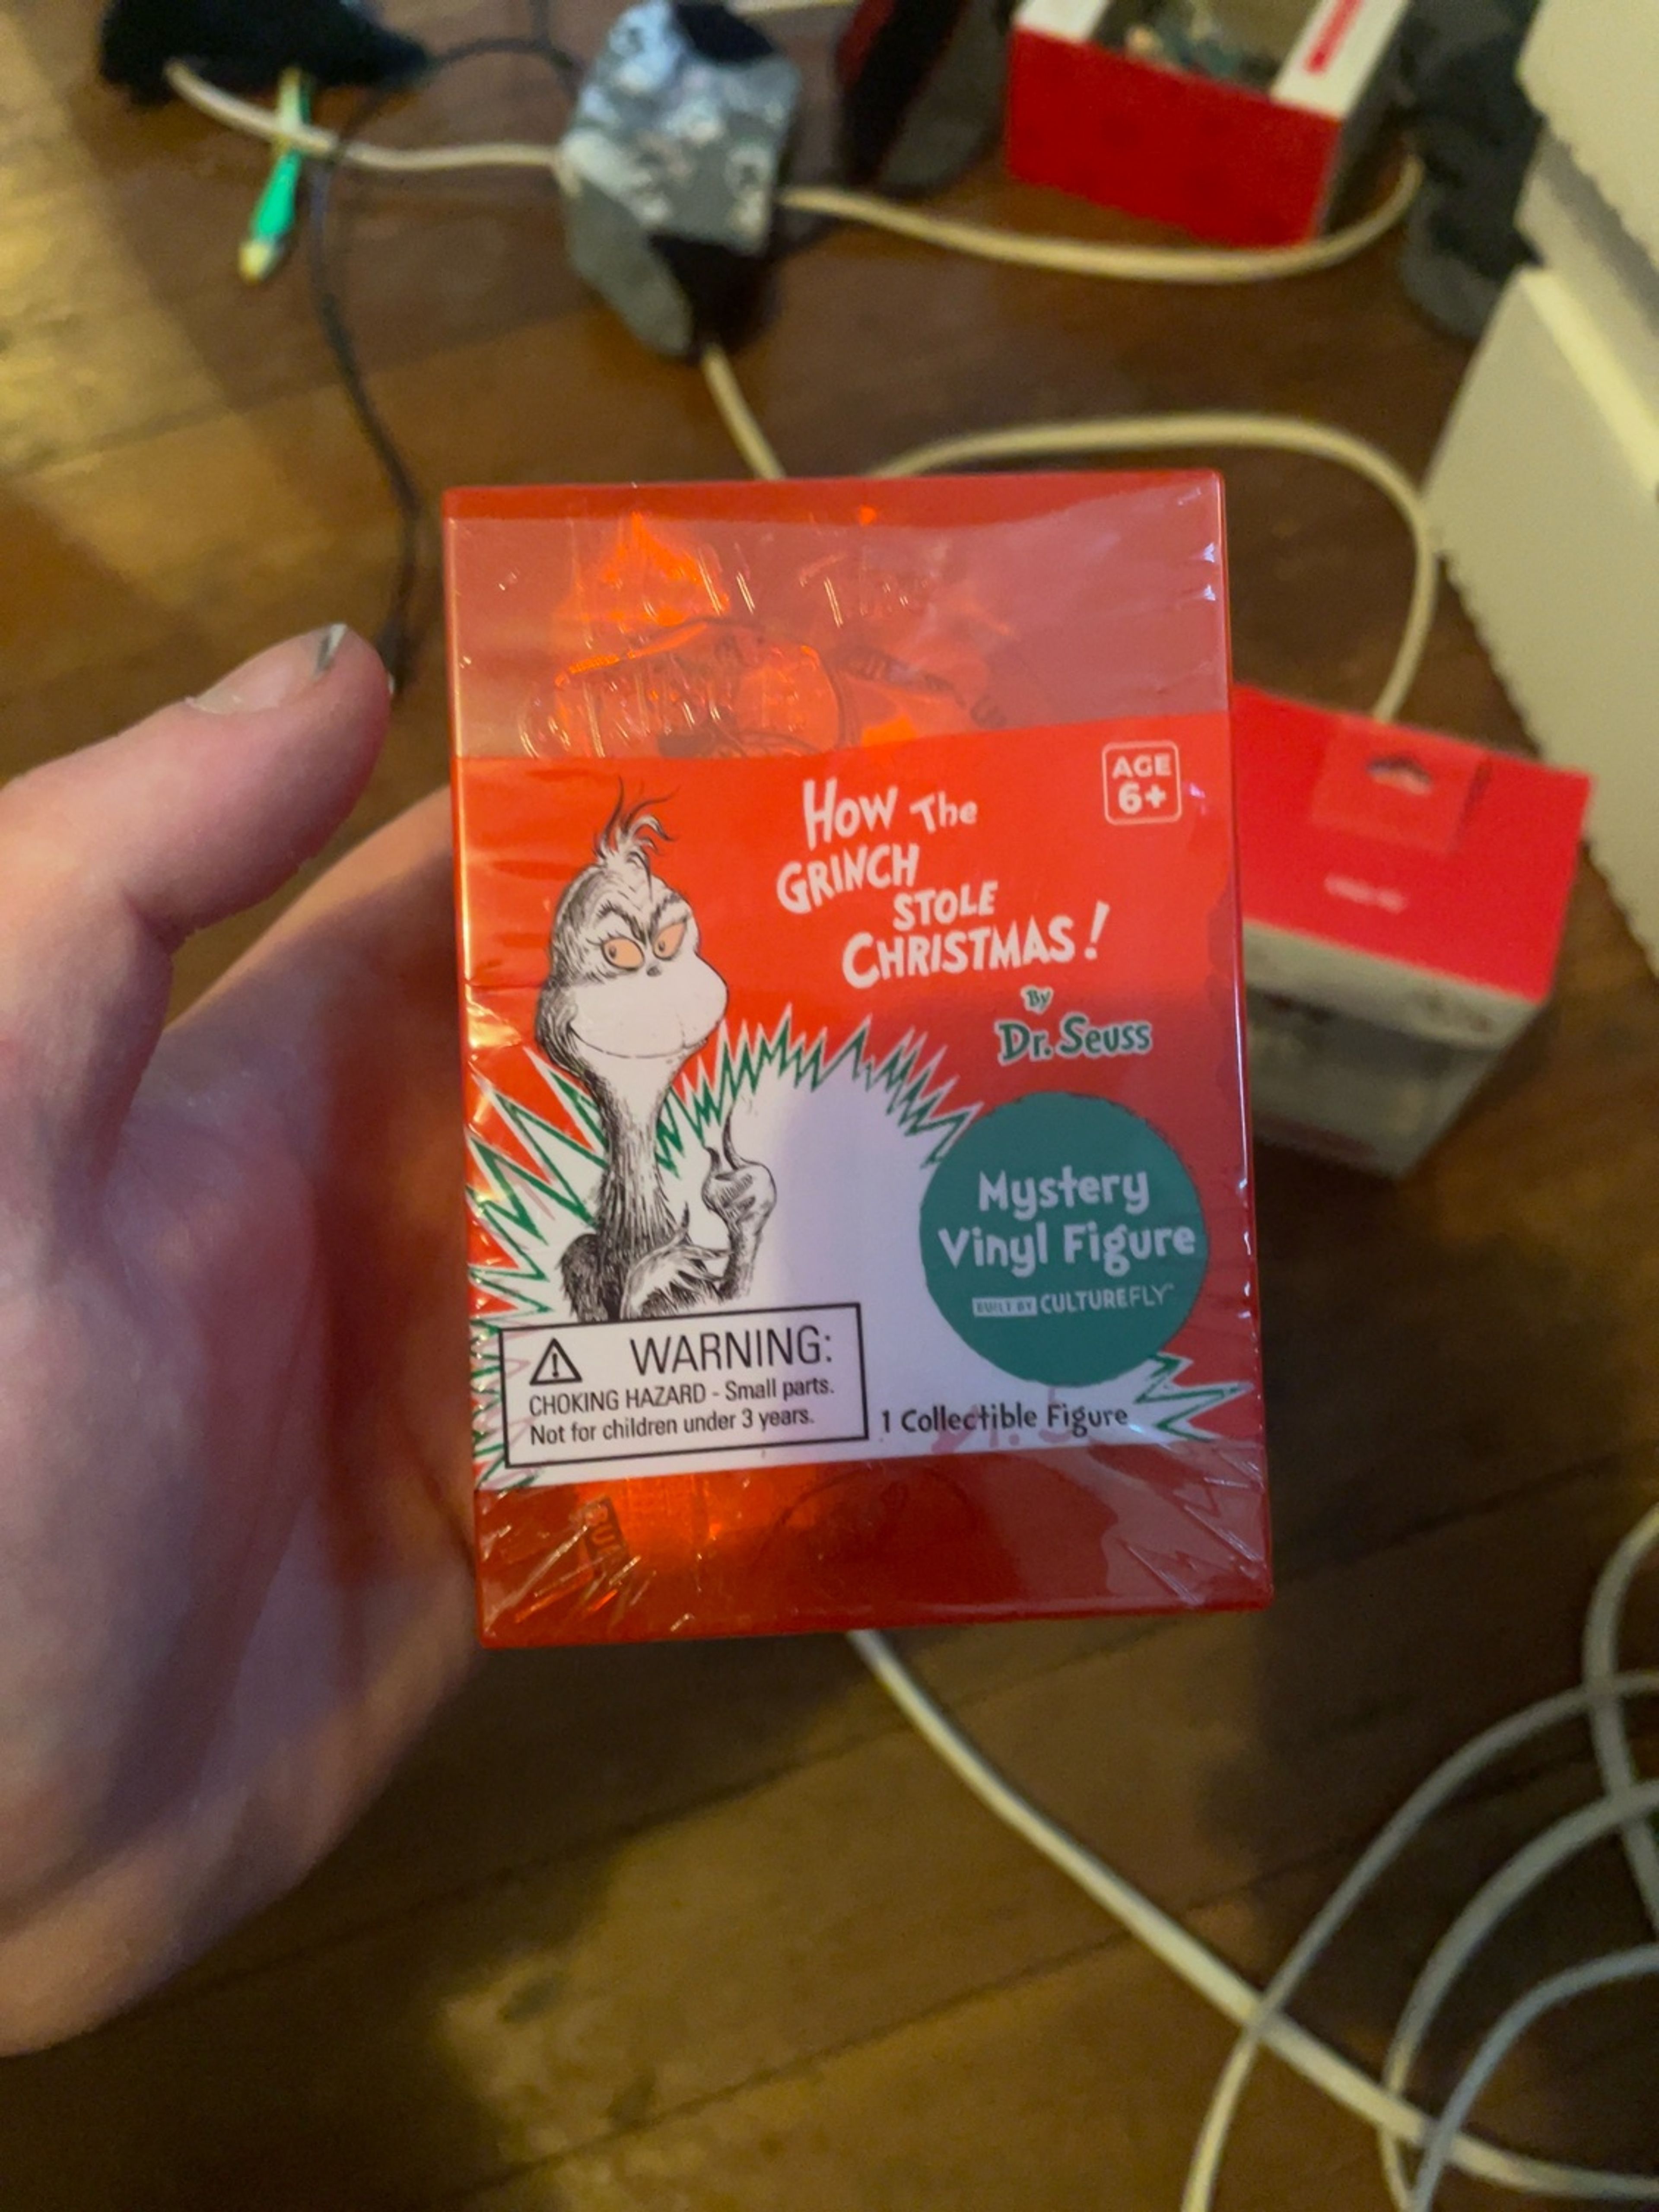 How The
GRINCH
STOLE
CHRISTMAS!
By
Dr. Seuss
AGE
6+
Mystery
Vinyl Figure
BUILT BY CULTUREFLY
WARNING:
CHOKING HAZARD - Small parts.
Not for children under 3 years.
1 Collectible Figure